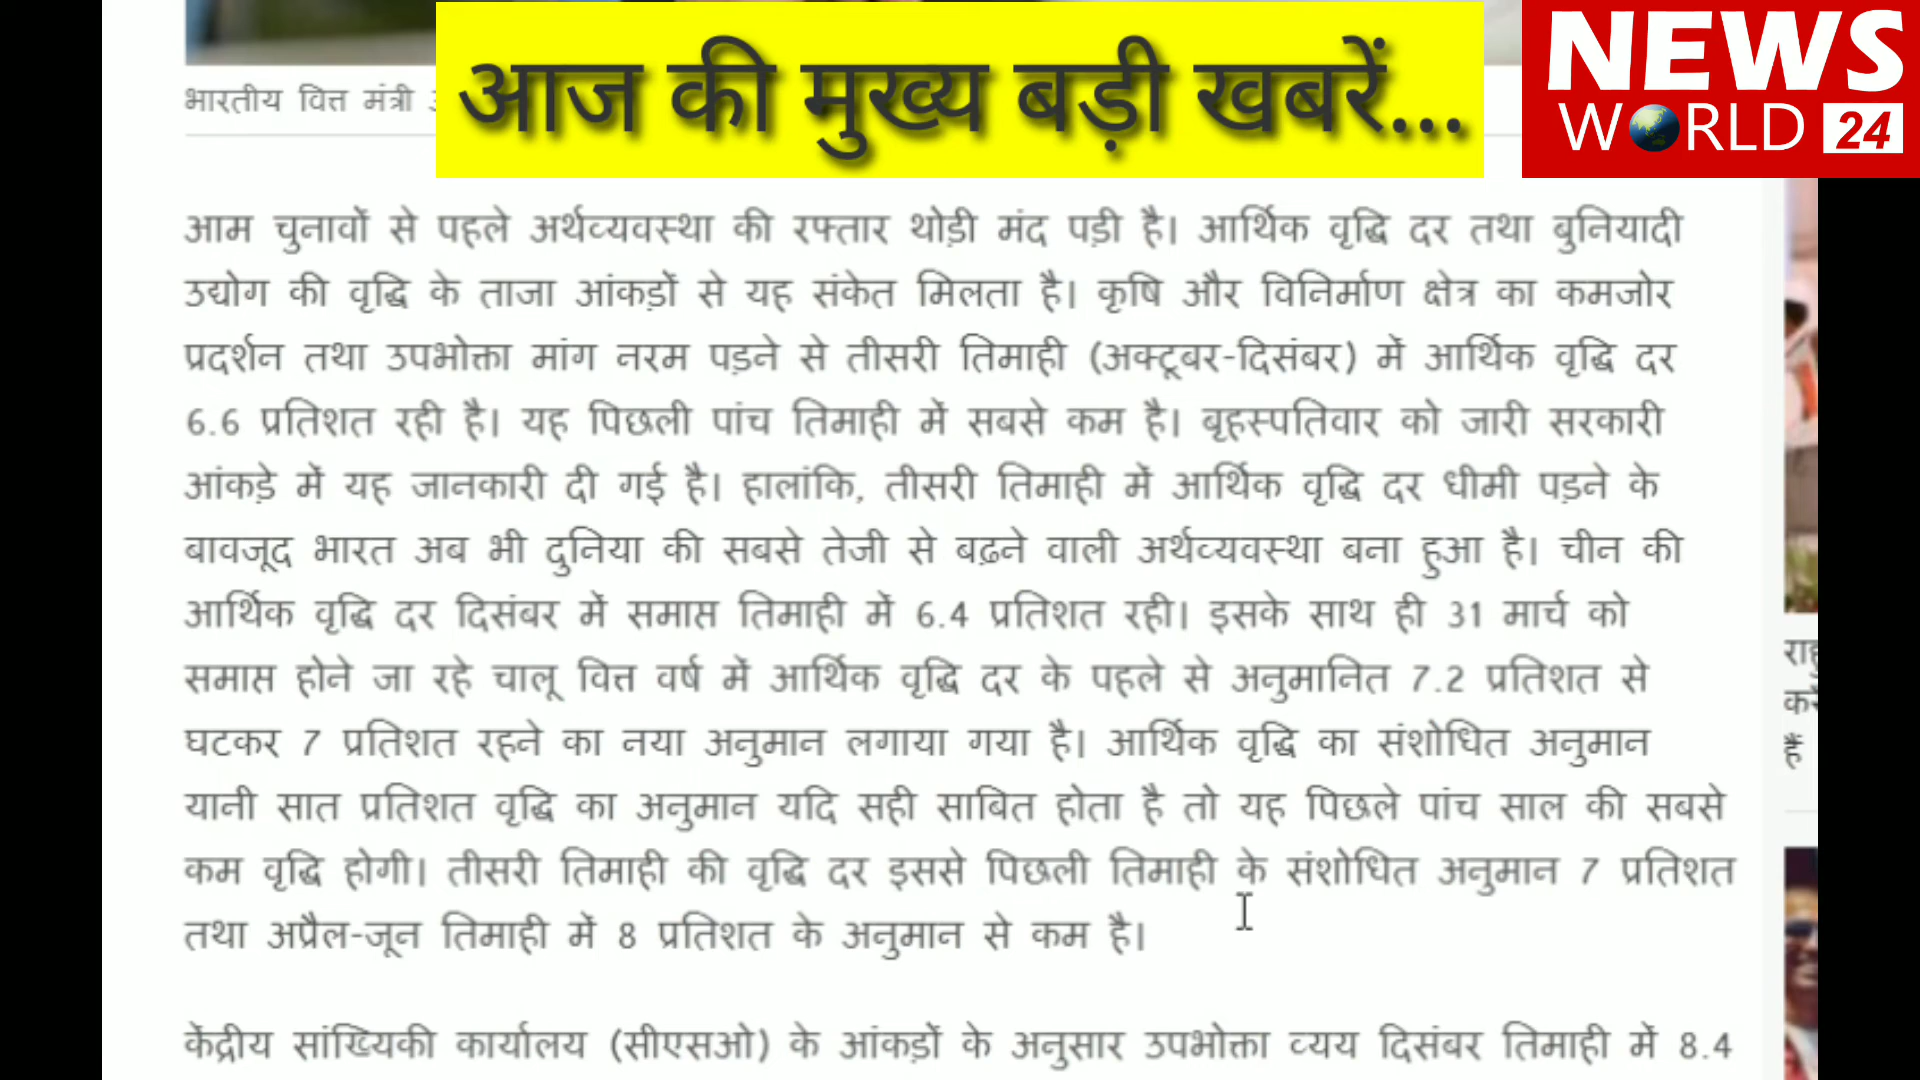 आज की मुख्य बड़ी खबरें...
NEWS
WORLD 24
भारतीय वित्त मंत्री
आम चुनावों से पहले अर्थव्यवस्था की रफ्तार थोड़ी मंद पड़ी है। आर्थिक वृद्धि दर तथा बुनियादी
उद्योग की वृद्धि के ताजा आंकड़ों से यह संकेत मिलता है। कृषि और विनिर्माण क्षेत्र का कमजोर
प्रदर्शन तथा उपभोक्ता मांग नरम पड़ने से तीसरी तिमाही (अक्टूबर-दिसंबर) में आर्थिक वृद्धि दर
6.6 प्रतिशत रही है। यह पिछली पांच तिमाही में सबसे कम है। बृहस्पतिवार को जारी सरकारी
आंकड़े में यह जानकारी दी गई है। हालांकि, तीसरी तिमाही में आर्थिक वृद्धि दर धीमी पड़ने के
बावजूद भारत अब भी दुनिया की सबसे तेजी से बढ़ने वाली अर्थव्यवस्था बना हुआ है। चीन की
आर्थिक वृद्धि दर दिसंबर में समाप्त तिमाही में 6.4 प्रतिशत रही। इसके साथ ही 31 मार्च को
समाप्त होने जा रहे चालू वित्त वर्ष में आर्थिक वृद्धि दर के पहले से अनुमानित 7.2 प्रतिशत से
घटकर 7 प्रतिशत रहने का नया अनुमान लगाया गया है। आर्थिक वृद्धि का संशोधित अनुमान
यानी सात प्रतिशत वृद्धि का अनुमान यदि सही साबित होता है तो यह पिछले पांच साल की सबसे
कम वृद्धि होगी। तीसरी तिमाही की वृद्धि दर इससे पिछली तिमाही के संशोधित अनुमान 7 प्रतिशत
तथा अप्रैल-जून तिमाही में 8 प्रतिशत के अनुमान से कम है।
केंद्रीय सांख्यिकी कार्यालय (सीएसओ) के आंकड़ों के अनुसार उपभोक्ता व्यय दिसंबर तिमाही में 8.4
हैं